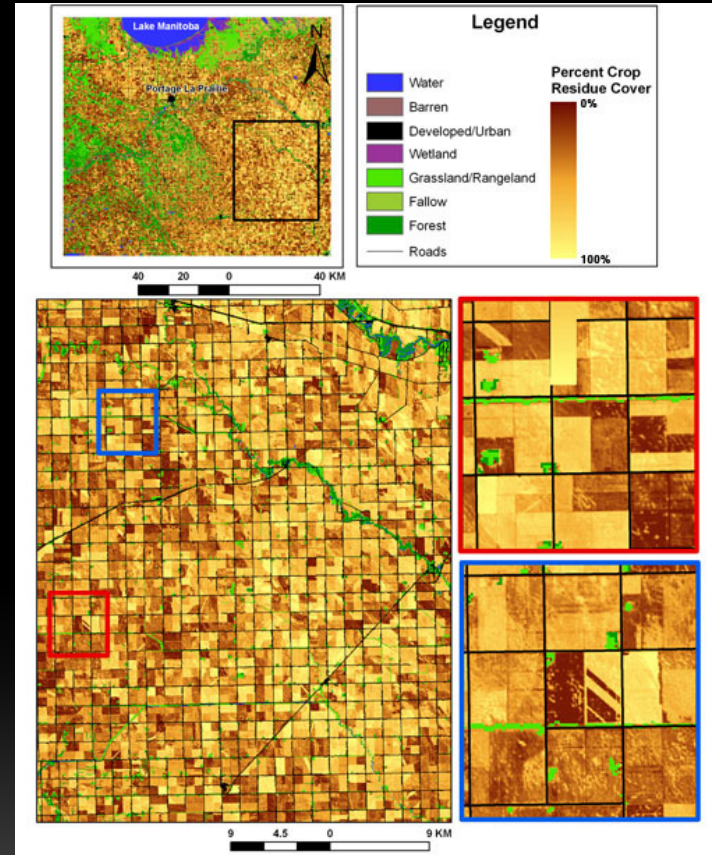 Lake Manitoba
N
Portage La Prairie
40 20 0 40 KM
Legend
Water
Barren
Developed/Urban
Wetland
Grassland/Rangeland
Fallow
Forest
Roads
Percent Crop
Residue Cover
0%
100%
9 4.5 0 9 KM